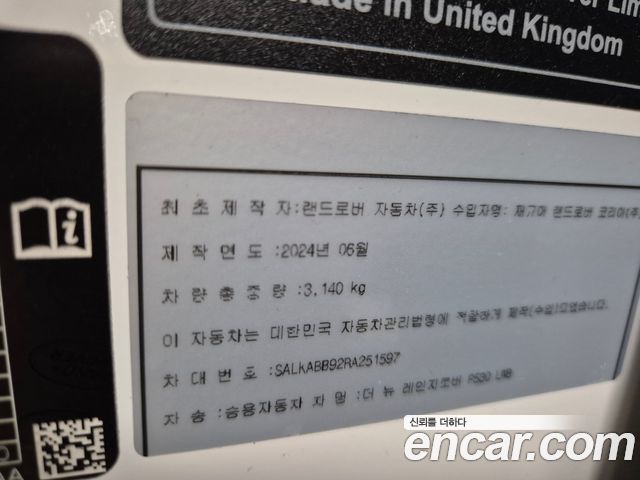 Made in United Kingdom
최 초 제 작 자:랜드로버 자동차(주) 수입자명: 재규어 랜드로버 코리아(주)
제 작 연 도 :2024년 06월
차 량 총 중 량 :3,140 kg
이 자동차는 대한민국 자동차관리법령에 적합하게 제작(수입)되었습니다.
차 대 번 호 :SALKABB92RA251597
차 종 :승용자동차 차 명 :더 뉴 레인지로버 P530 LWB
신뢰를 더하다
encar.com